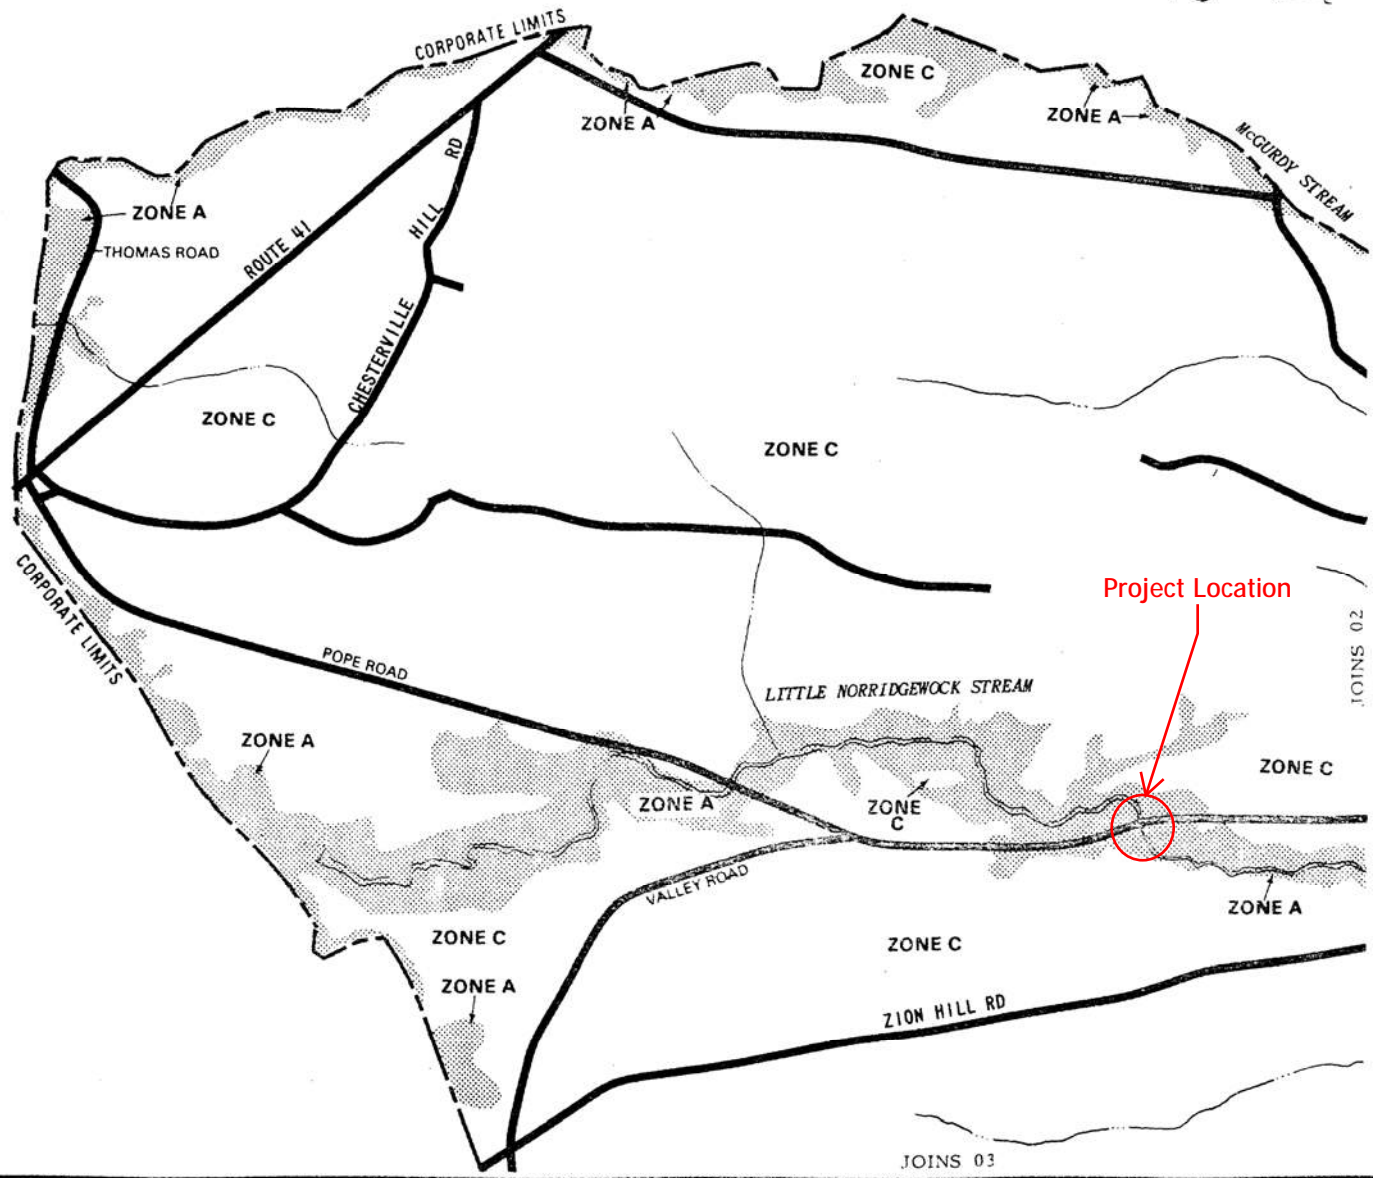 CORPORATE LIMITS
ZONE C
ZONE A
ZONE A
McGURDY STREAM
RD
HILL
CHESTERVILLE
ZONE A
THOMAS ROAD
ROUTE 41
ZONE C
ZONE C
CORPORATE LIMITS
Project Location
JOINS 02
POPE ROAD
LITTLE NORRIDGEWOCK STREAM
ZONE A
ZONE C
ZONE A
ZONE
C
VALLEY ROAD
ZONE A
ZONE C
ZONE C
ZONE A
ZION HILL RD
JOINS 03